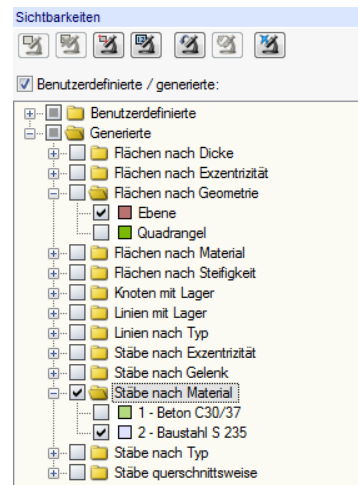 Sichtbarkeiten
Benutzerdefinierte / generierte:
Benutzerdefinierte
Generierte
Flächen nach Dicke
Flächen nach Exzentrizität
Flächen nach Geometrie
Ebene
Quadrangel
Flächen nach Material
Flächen nach Steifigkeit
Knoten mit Lager
Linien mit Lager
Linien nach Typ
Stäbe nach Exzentrizität
Stäbe nach Gelenk
Stäbe nach Material
1 - Beton C30/37
2 - Baustahl S 235
Stäbe nach Typ
Stäbe querschnittsweise